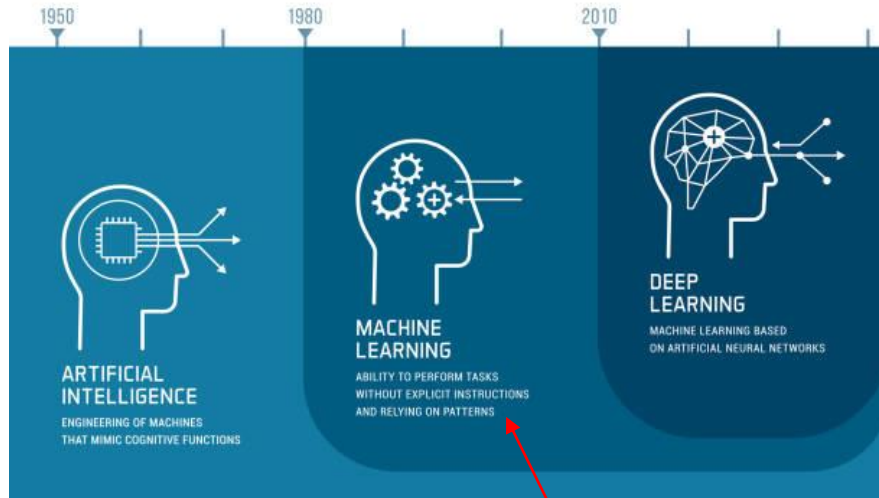 1950
1980
2010
ARTIFICIAL
INTELLIGENCE
ENGINEERING OF MACHINES
THAT MIMIC COGNITIVE FUNCTIONS
MACHINE
LEARNING
ABILITY TO PERFORM TASKS
WITHOUT EXPLICIT INSTRUCTIONS
AND RELYING ON PATTERNS
DEEP
LEARNING
MACHINE LEARNING BASED
ON ARTIFICIAL NEURAL NETWORKS